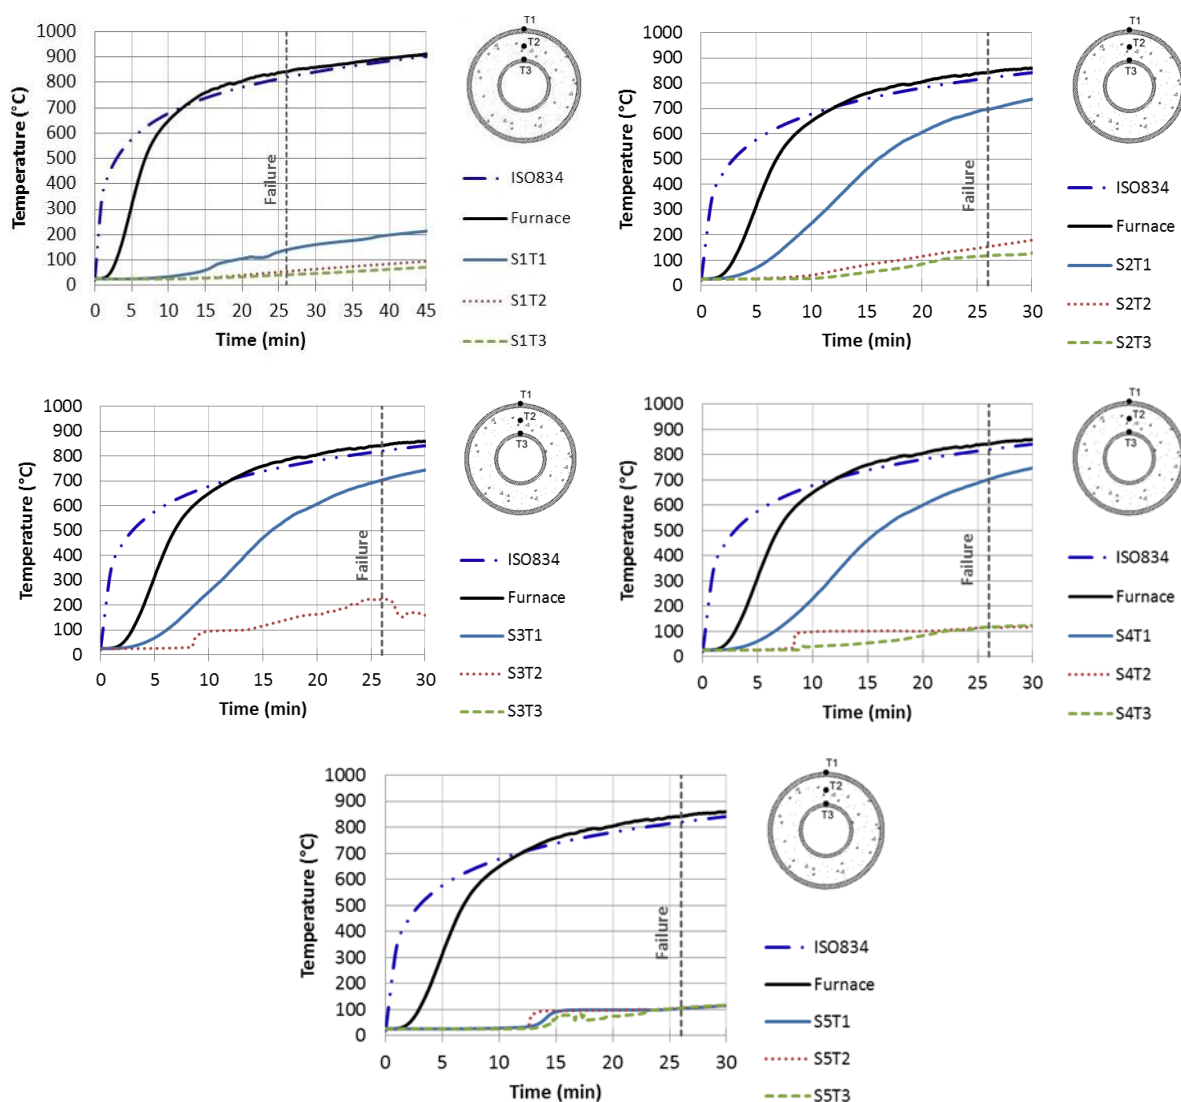 1000
900
800
700
600
500
400
300
200
100
0
Temperature (°C)
Failure
0 5 10 15 20 25 30 35 40 45
Time (min)
T1
T2
T3
ISO834
Furnace
S1T1
S1T2
S1T3
1000
900
800
700
600
500
400
300
200
100
0
Temperature (°C)
Failure
0 5 10 15 20 25 30
Time (min)
T1
T2
T3
ISO834
Furnace
S2T1
S2T2
S2T3
1000
900
800
700
600
500
400
300
200
100
0
Temperature (°C)
Failure
0 5 10 15 20 25 30
Time (min)
T1
T2
T3
ISO834
Furnace
S3T1
S3T2
S3T3
1000
900
800
700
600
500
400
300
200
100
0
Temperature (°C)
Failure
0 5 10 15 20 25 30
Time (min)
T1
T2
T3
ISO834
Furnace
S4T1
S4T2
S4T3
1000
900
800
700
600
500
400
300
200
100
0
Temperature (°C)
Failure
0 5 10 15 20 25 30
Time (min)
T1
T2
T3
ISO834
Furnace
S5T1
S5T2
S5T3